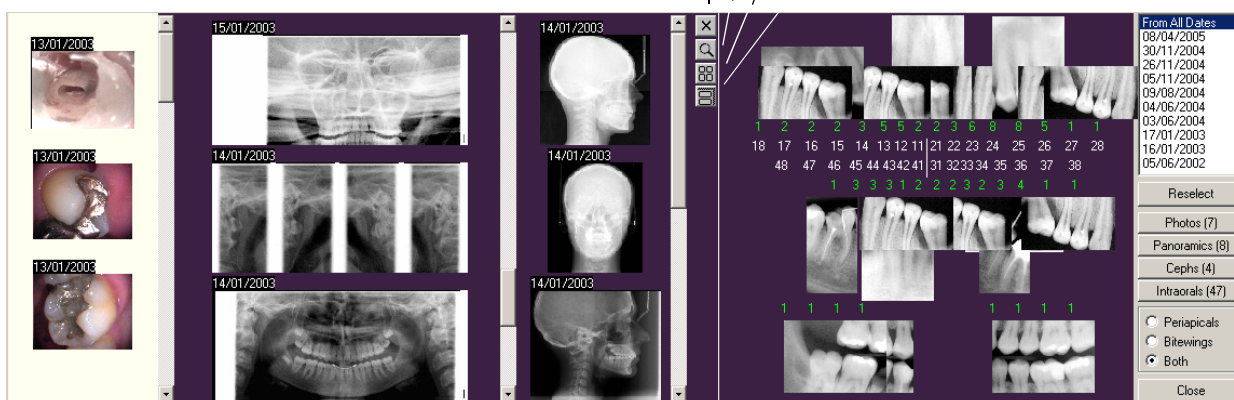 13/01/2003
13/01/2003
13/01/2003
15/01/2003
14/01/2003
14/01/2003
14/01/2003
14/01/2003
14/01/2003
1 2 2 2 3 5 5 2 2 3 6 8 8 5 1 1
18 17 16 15 14 13 12 11 21 22 23 24 25 26 27 28
48 47 46 45 44 43 42 41 31 32 33 34 35 36 37 38
1 3 3 3 1 2 2 2 3 2 3 4 1 1
1 1 1 1 1 1 1 1
From All Dates
08/04/2005
30/11/2004
26/11/2004
05/11/2004
09/08/2004
04/06/2004
03/06/2004
17/01/2003
16/01/2003
05/06/2002
Reselect
Photos (7)
Panoramics (8)
Cephs (4)
Intraorals (47)
Periapicals
Bitewings
Both
Close